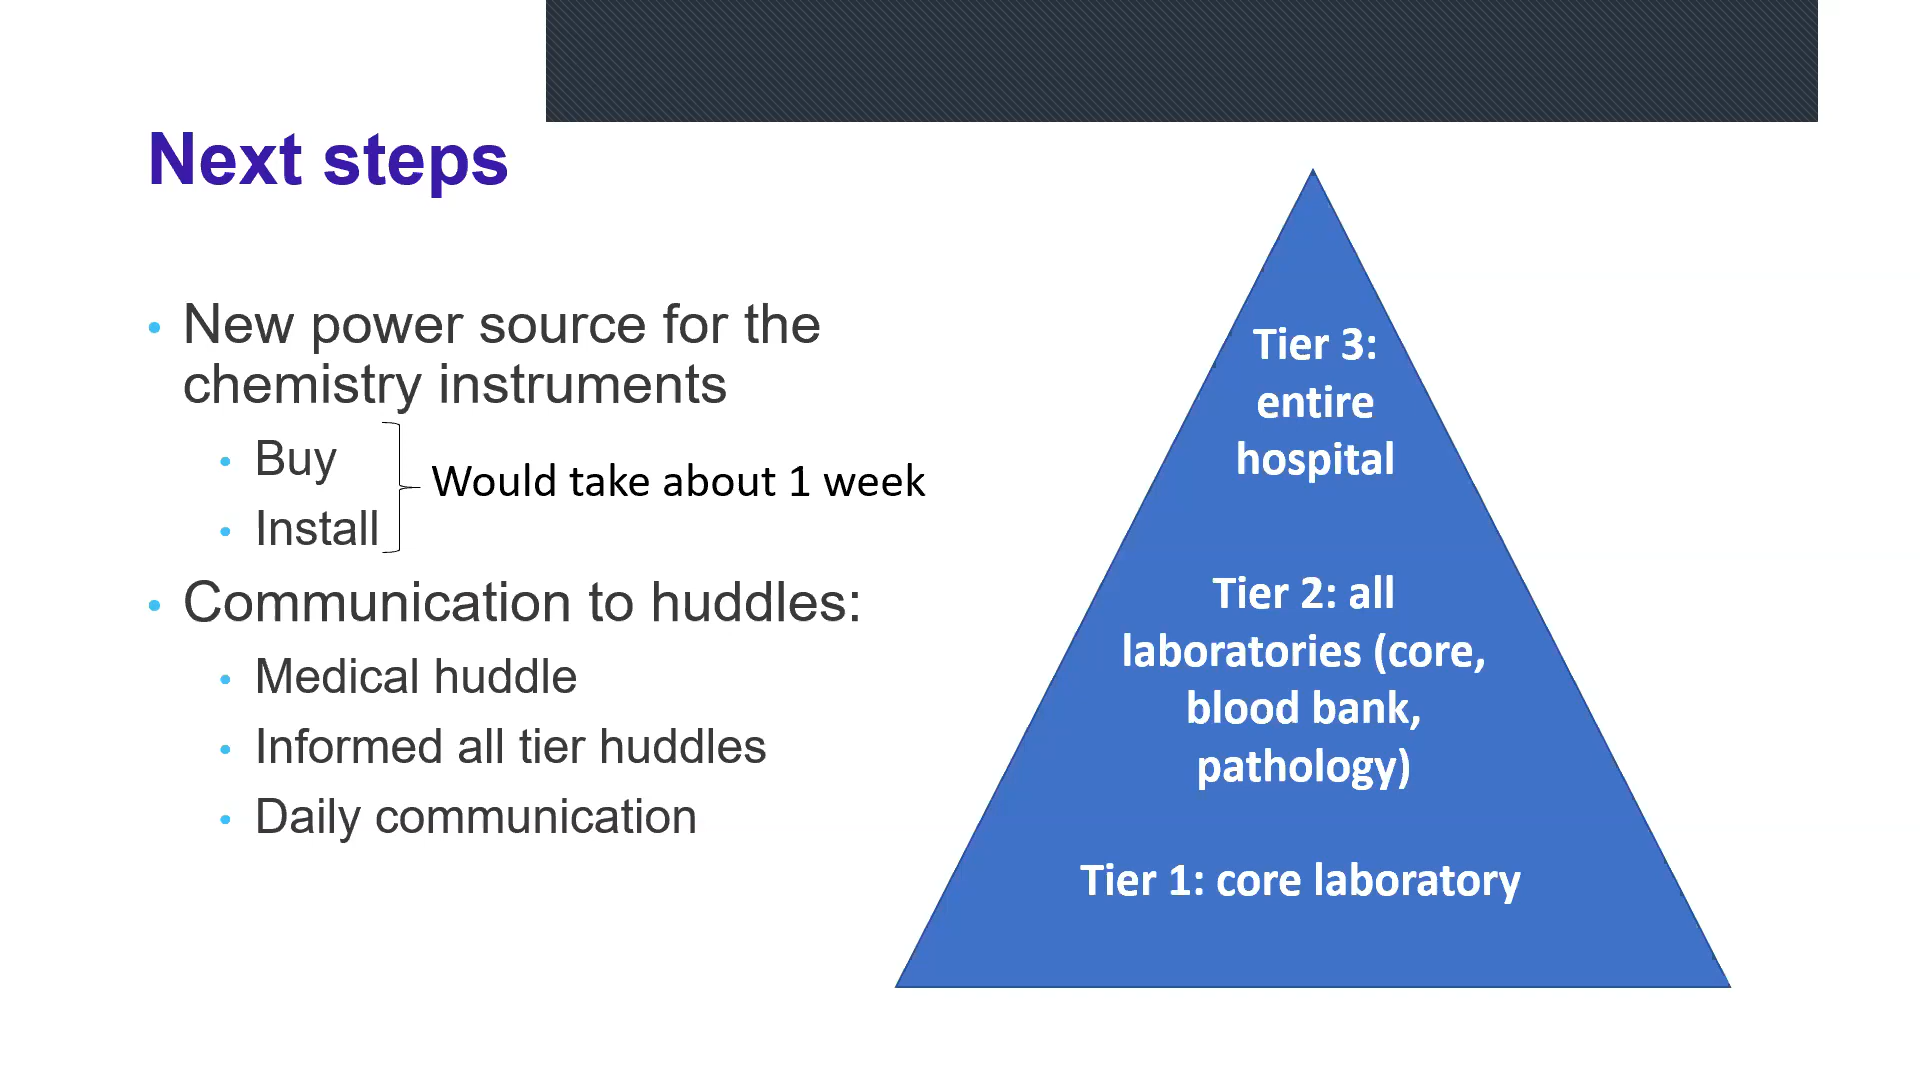 Next steps
• New power source for the
chemistry instruments
• Buy
• Install
Would take about 1 week
• Communication to huddles:
• Medical huddle
• Informed all tier huddles
• Daily communication
Tier 3:
entire
hospital
Tier 2: all
laboratories (core,
blood bank,
pathology)
Tier 1: core laboratory